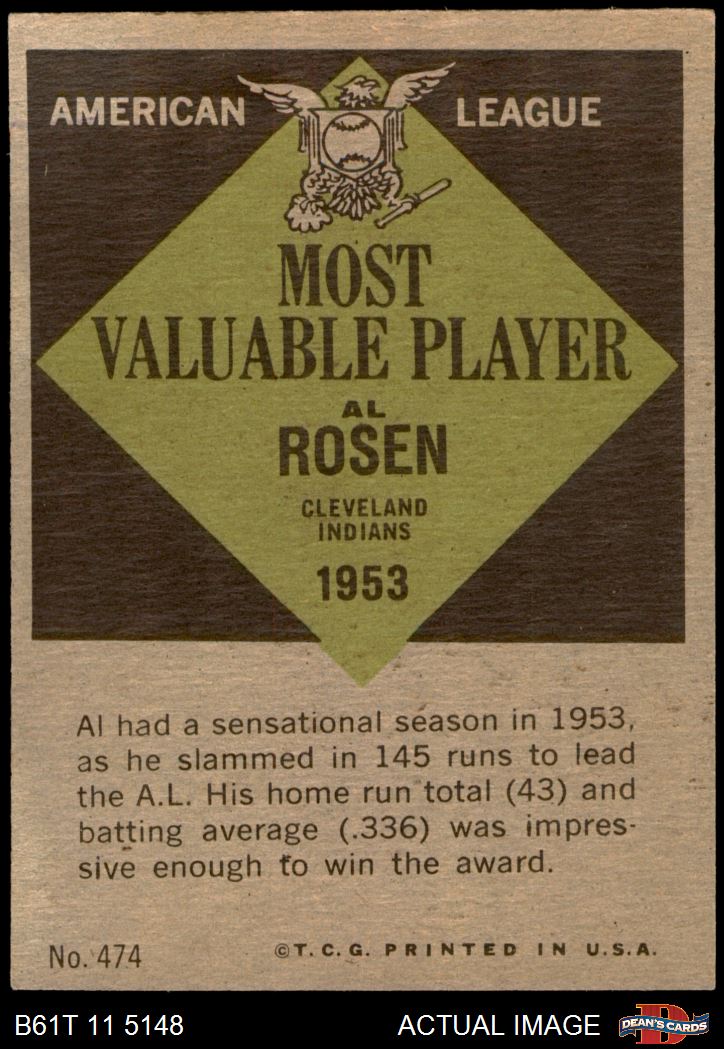 AMERICAN LEAGUE
MOST
VALUABLE PLAYER
AL
ROSEN
CLEVELAND
INDIANS
1953
Al had a sensational season in 1953,
as he slammed in 145 runs to lead
the A.L. His home run total (43) and
batting average (.336) was impres-
sive enough to win the award.
No. 474 ©T.C.G. PRINTED IN U.S.A.
B61T 11 5148 ACTUAL IMAGE
D
DEAN'S CARDS